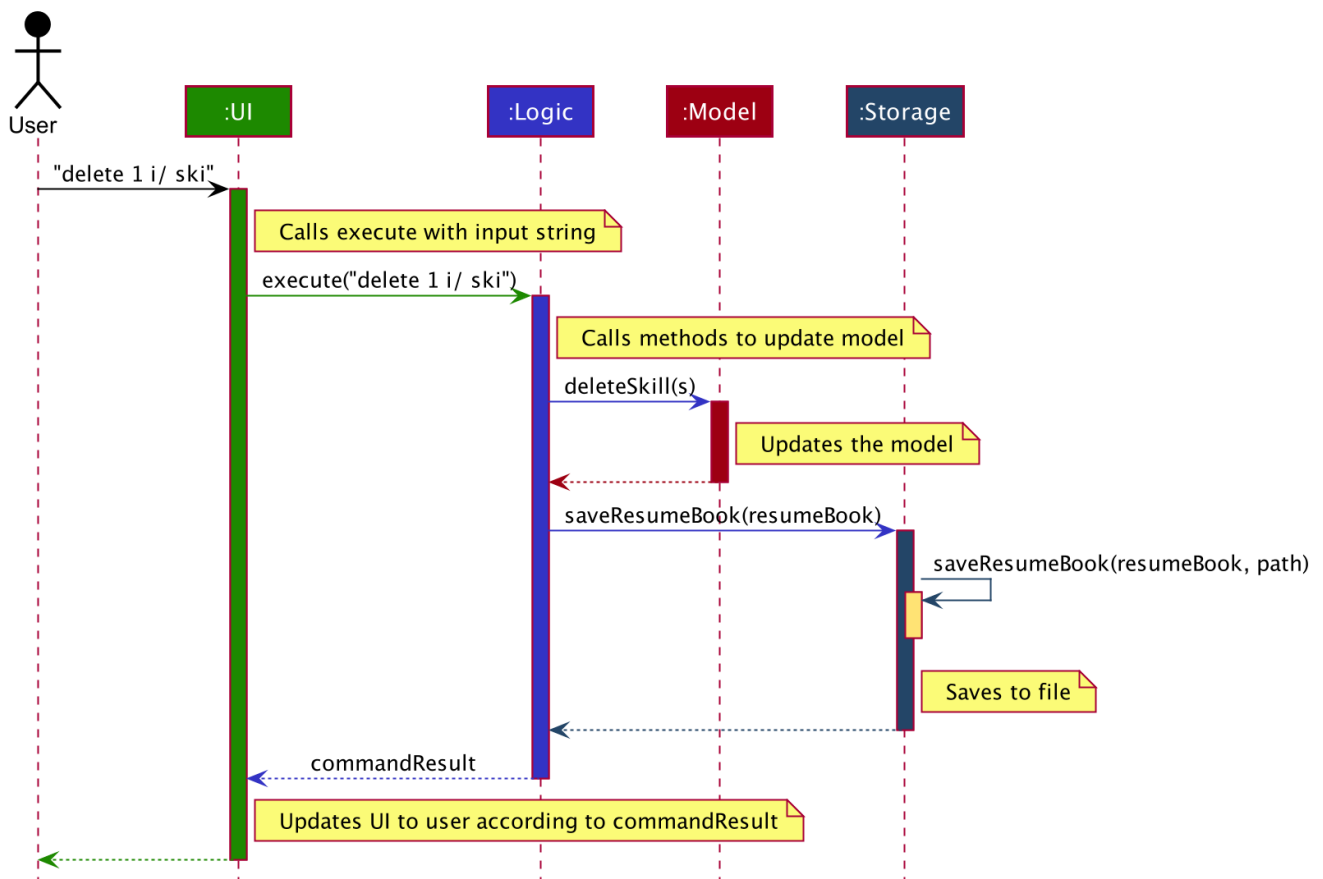 User
:UI
:Logic
:Model
:Storage
"delete 1 i/ ski"
Calls execute with input string
execute("delete 1 i/ ski")
Calls methods to update model
deleteSkill(s)
Updates the model
saveResumeBook(resumeBook)
saveResumeBook(resumeBook, path)
Saves to file
commandResult
Updates UI to user according to commandResult